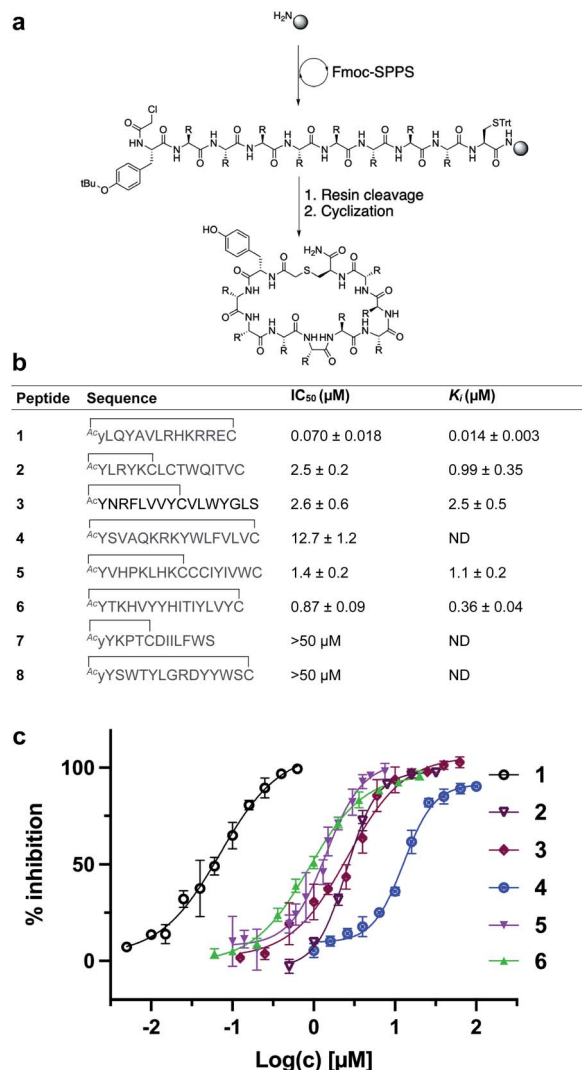 a
H2N
Fmoc-SPPS
Cl
O R O R O R O R O R STrt
N H
tBuO
1. Resin cleavage
2. Cyclization
HO
H2N O
b
Peptide Sequence IC50 (µM) Ki (µM)
1 AcyLQYAVLRHKRREC 0.070 ± 0.018 0.014 ± 0.003
2 AcYLRYKCLCTWQITVC 2.5 ± 0.2 0.99 ± 0.35
3 AcYNRFLVVYCVLWYGLS 2.6 ± 0.6 2.5 ± 0.5
4 AcYSVAQKRKYWLFVLVC 12.7 ± 1.2 ND
5 AcYVHPKLHKCCCIYIVWC 1.4 ± 0.2 1.1 ± 0.2
6 AcYTKHVYYHITIYLVYC 0.87 ± 0.09 0.36 ± 0.04
7 AcyYKPTCDIILFWS >50 µM ND
8 AcyYSWTYLGRDYYWSC >50 µM ND
c
% inhibition
100
50
0
-2 -1 0 1 2
Log(c) [µM]
1
2
3
4
5
6